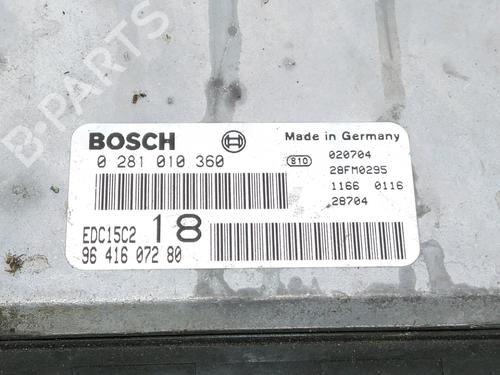 B-PARTS
BOSCH
Made in Germany
0 281 010 360
810
020704
28FM0295
1166 0116
28704
EDC15C2 18
96 416 072 80